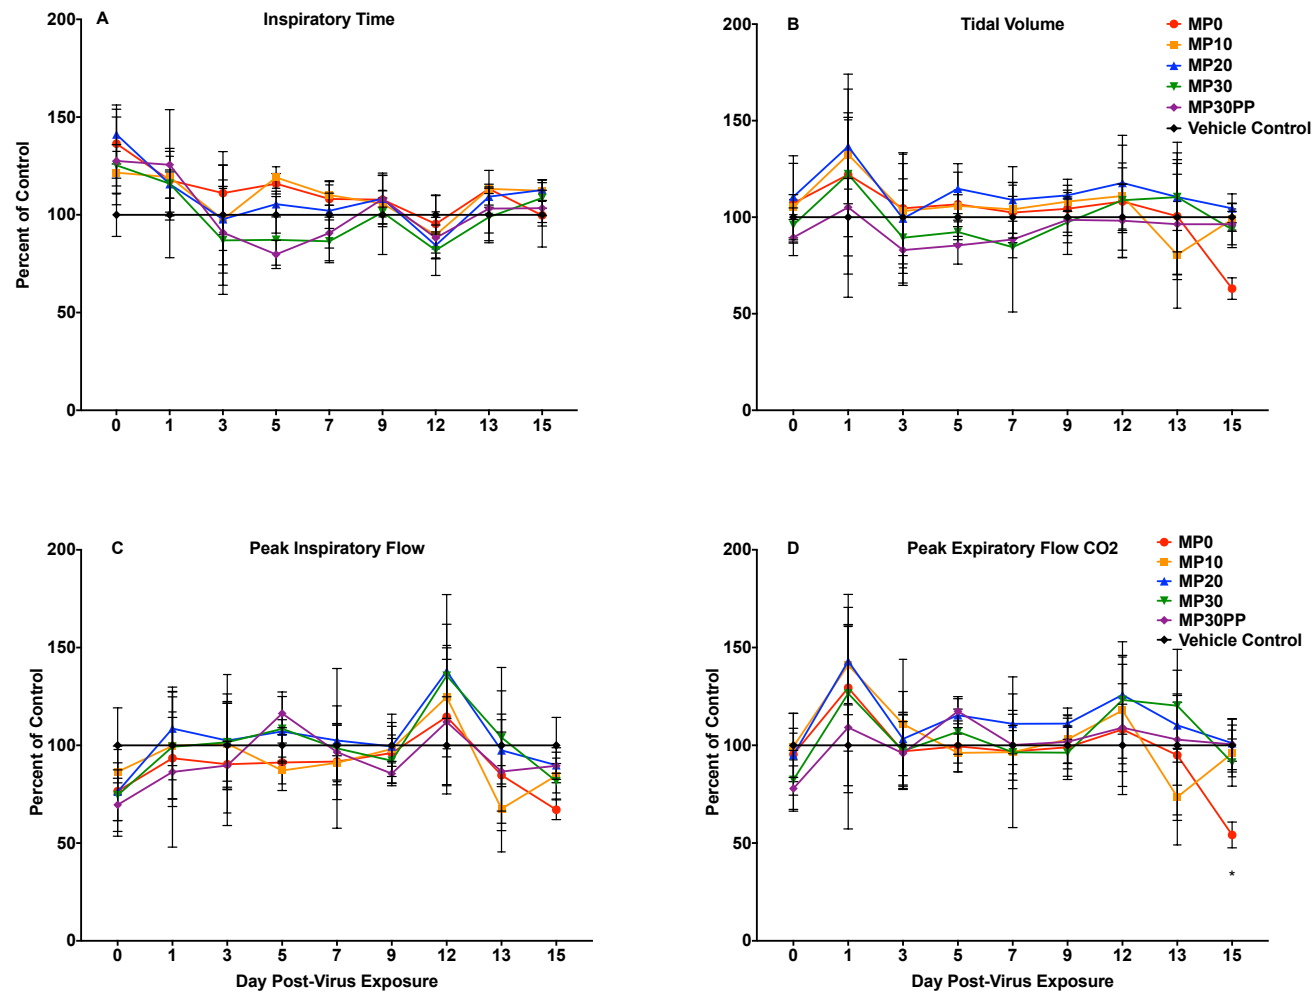 A
Inspiratory Time
200
150
100
50
0
Percent of Control
0 1 3 5 7 9 12 13 15
B
Tidal Volume
200
150
100
50
0
0 1 3 5 7 9 12 13 15
MP0
MP10
MP20
MP30
MP30PP
Vehicle Control
C
Peak Inspiratory Flow
200
150
100
50
0
Percent of Control
0 1 3 5 7 9 12 13 15
Day Post-Virus Exposure
D
Peak Expiratory Flow CO2
200
150
100
50
0
Percent of Control
0 1 3 5 7 9 12 13 15
Day Post-Virus Exposure
MP0
MP10
MP20
MP30
MP30PP
Vehicle Control
*